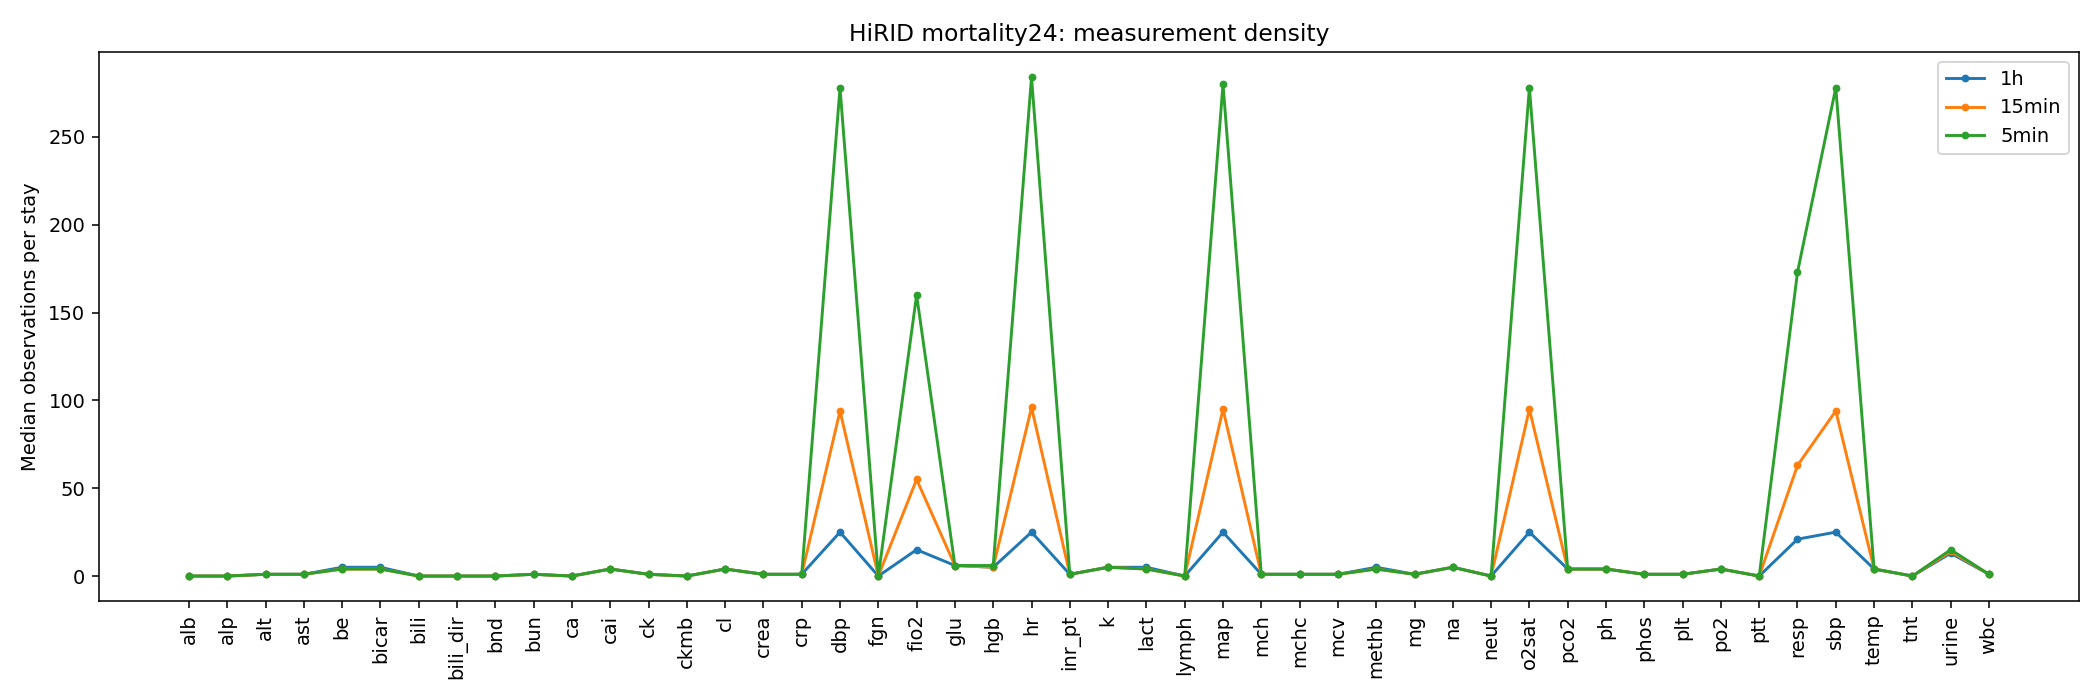 HiRID mortality24: measurement density
1h
15min
5min
Median observations per stay
250
200
150
100
50
0
alb
alp
alt
ast
be
bicar
bili
bili_dir
bnd
bun
ca
cai
ck
ckmb
cl
crea
crp
dbp
fgn
fio2
glu
hgb
hr
inr_pt
k
lact
lymph
map
mch
mchc
mcv
methb
mg
na
neut
o2sat
pco2
ph
phos
plt
po2
ptt
resp
sbp
temp
tnt
urine
wbc